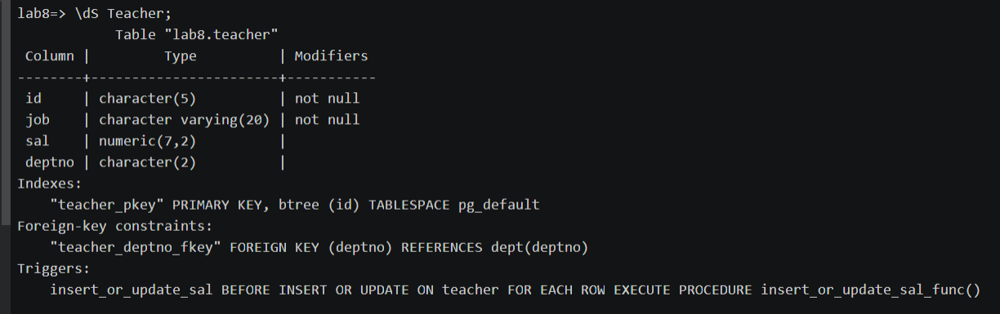 lab8=> \dS Teacher;
            Table "lab8.teacher"
 Column |         Type          | Modifiers
--------+-----------------------+-----------
 id     | character(5)          | not null
 job    | character varying(20) | not null
 sal    | numeric(7,2)          |
 deptno | character(2)          |
Indexes:
    "teacher_pkey" PRIMARY KEY, btree (id) TABLESPACE pg_default
Foreign-key constraints:
    "teacher_deptno_fkey" FOREIGN KEY (deptno) REFERENCES dept(deptno)
Triggers:
    insert_or_update_sal BEFORE INSERT OR UPDATE ON teacher FOR EACH ROW EXECUTE PROCEDURE insert_or_update_sal_func()